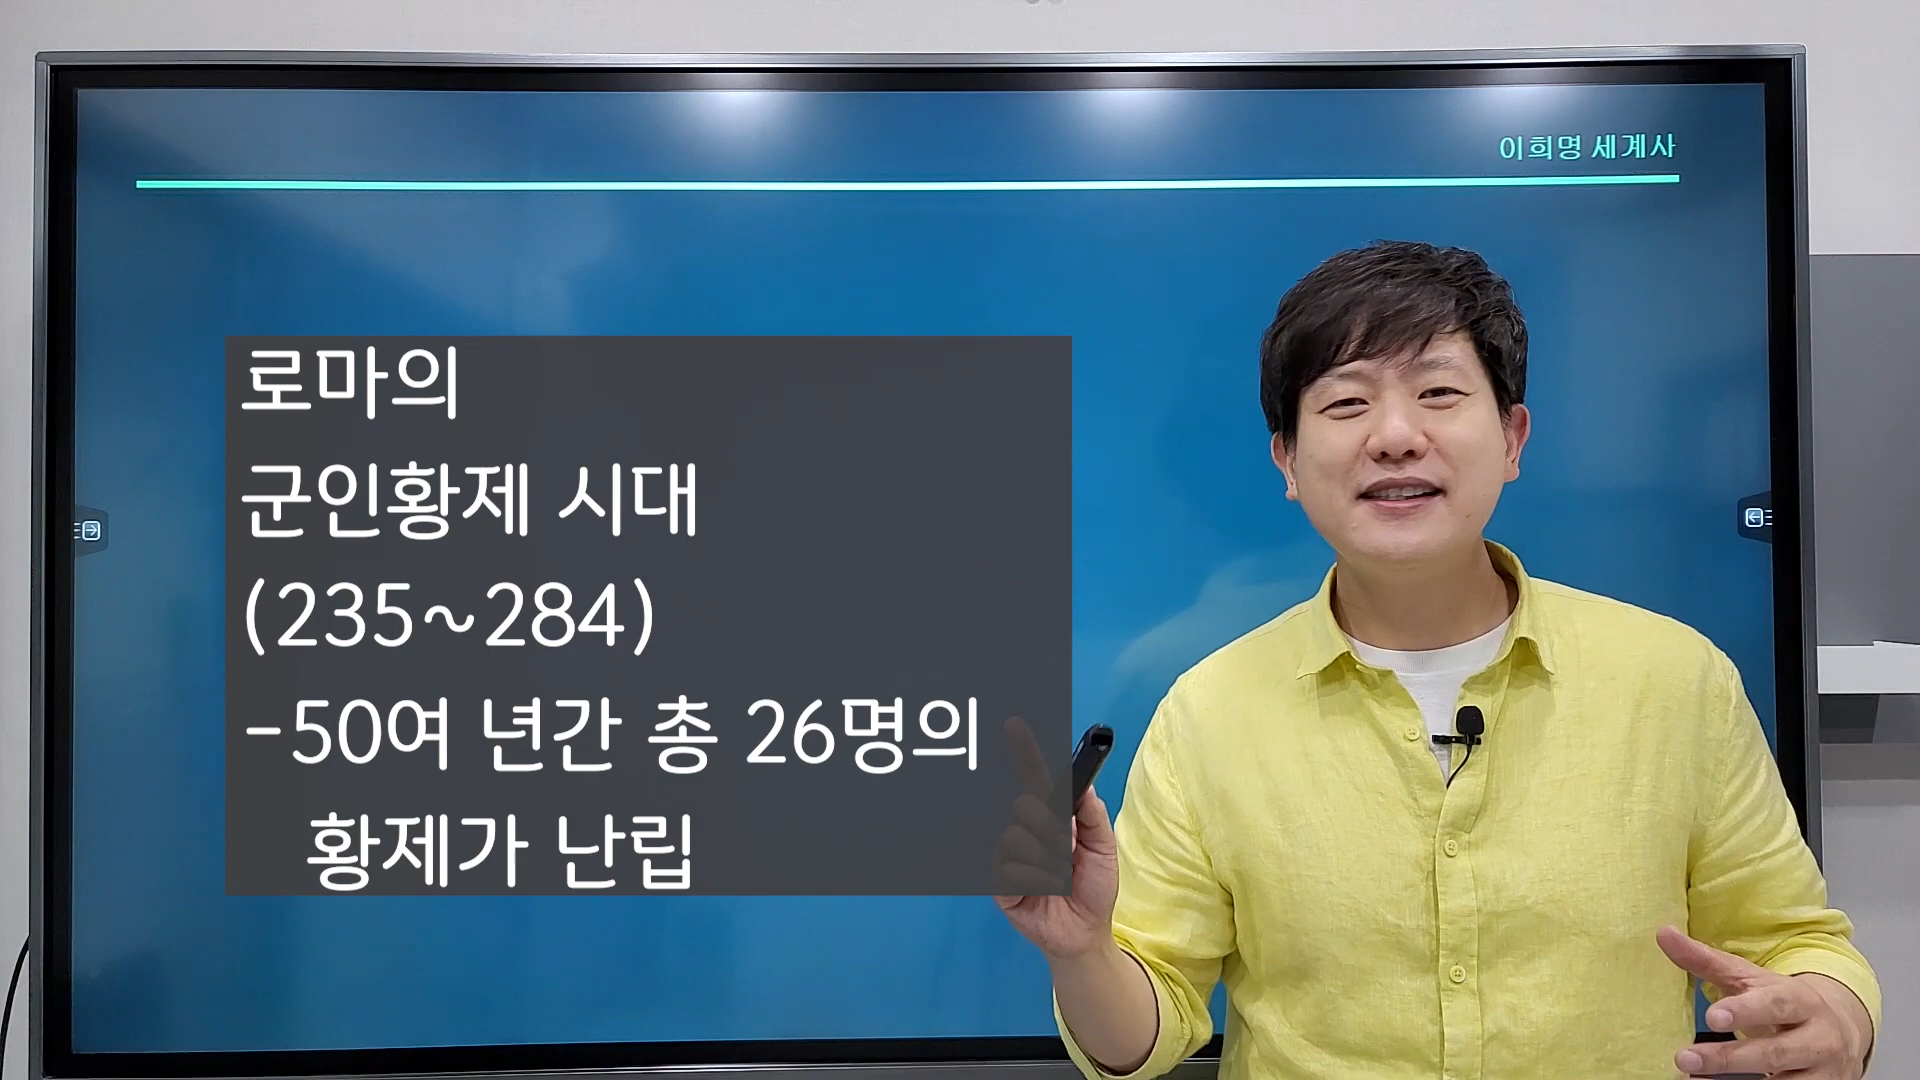 이희명 세계사
로마의
군인황제 시대
(235~284)
-50여 년간 총 26명의
황제가 난립